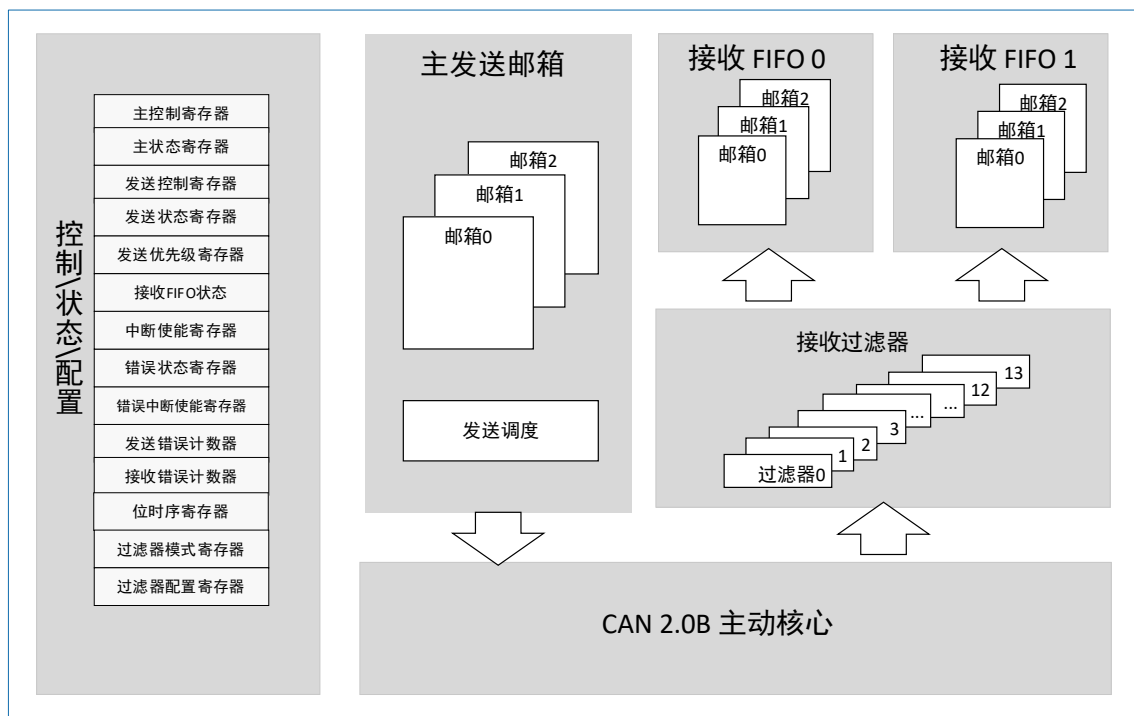 控制\状态\配置
主控制寄存器
主状态寄存器
发送控制寄存器
发送状态寄存器
发送优先级寄存器
接收FIFO状态
中断使能寄存器
错误状态寄存器
错误中断使能寄存器
发送错误计数器
接收错误计数器
位时序寄存器
过滤器模式寄存器
过滤器配置寄存器
主发送邮箱
邮箱2
邮箱1
邮箱0
发送调度
接收 FIFO 0
邮箱2
邮箱1
邮箱0
接收 FIFO 1
邮箱2
邮箱1
邮箱0
接收过滤器
13
12
...
...
3
2
1
过滤器0
CAN 2.0B 主动核心